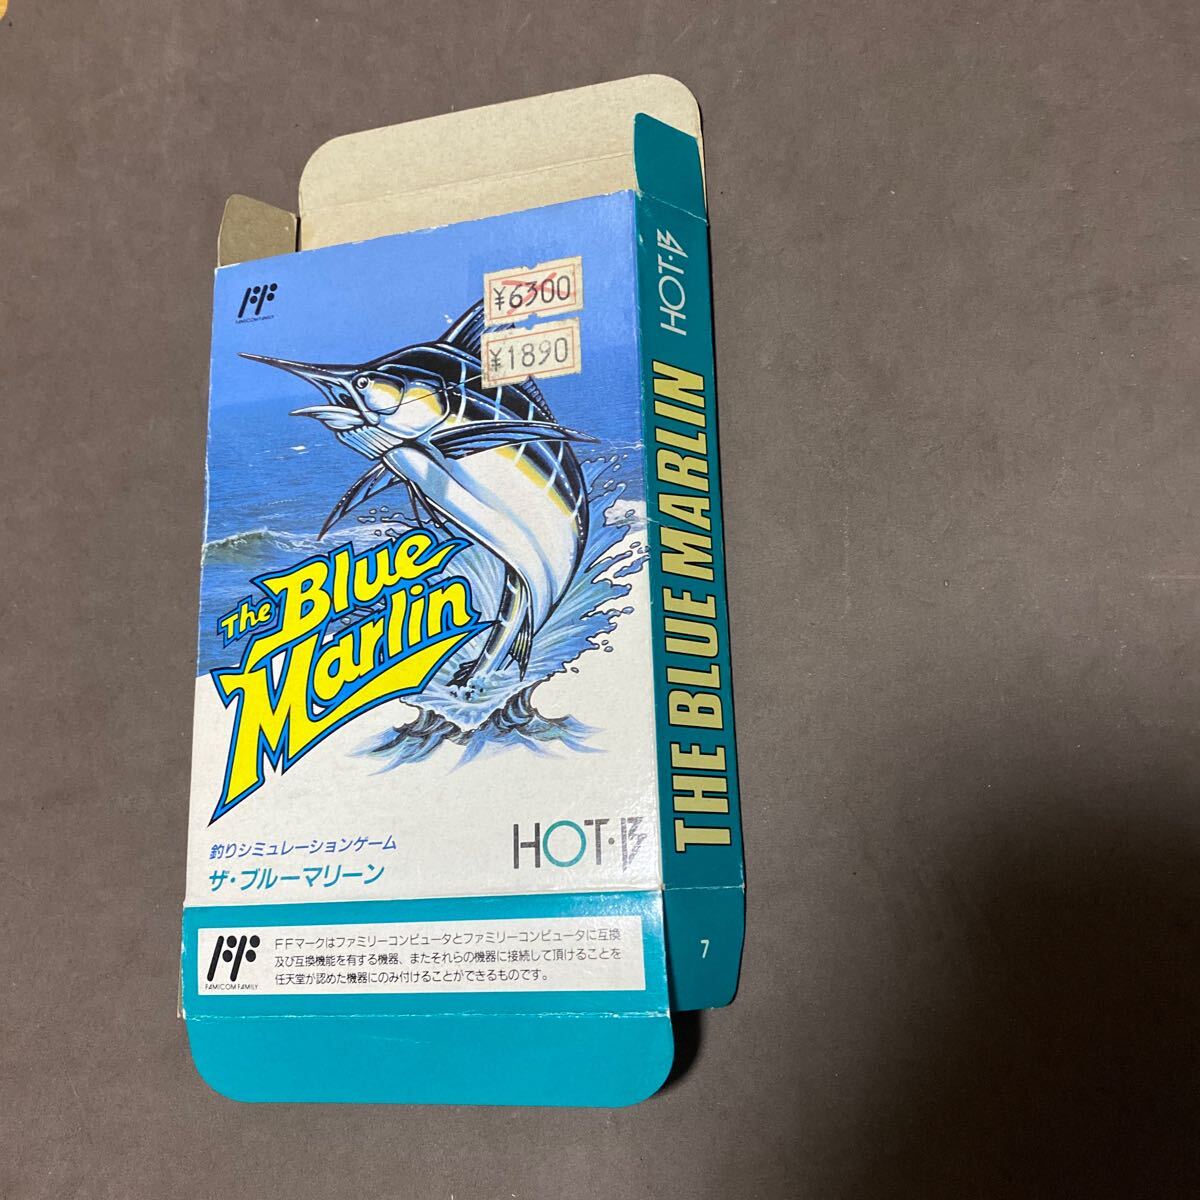 FF
FAMICOM FAMILY
¥6300
¥1890
The Blue
Marlin
釣りシミュレーションゲーム
ザ・ブルーマリーン
HOT・B
FF
FAMICOM FAMILY
FFマークはファミリーコンピュータとファミリーコンピュータに互換
及び互換機能を有する機器、またそれらの機器に接続して頂けることを
任天堂が認めた機器にのみ付けることができるものです。
THE BLUE MARLIN
HOT・B
7